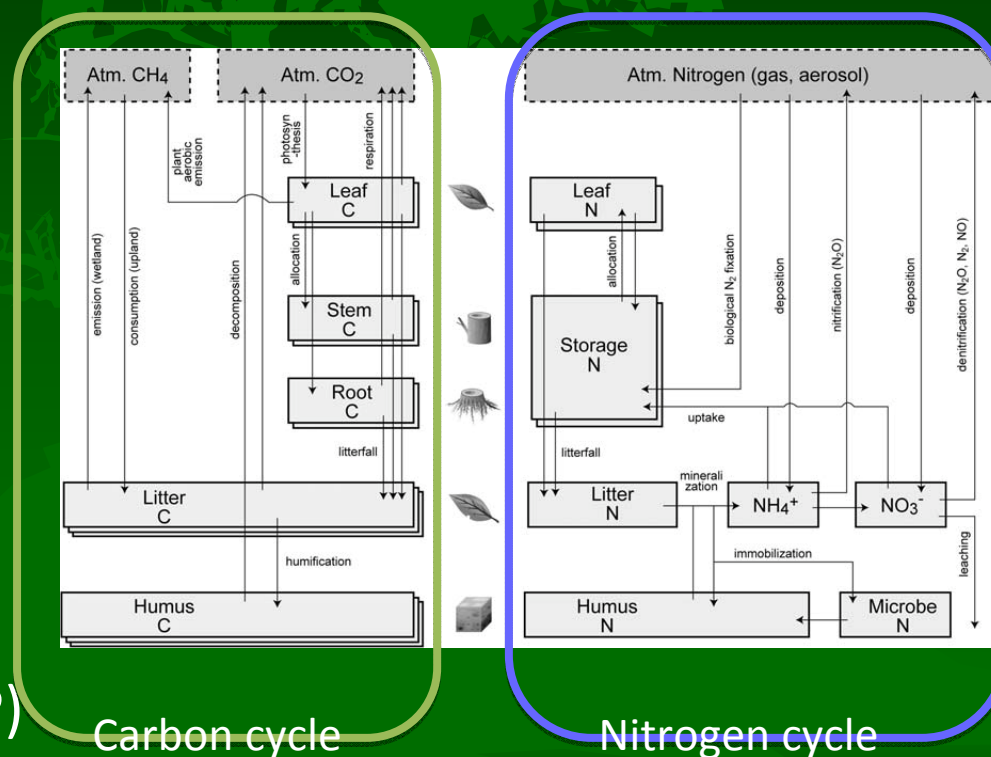 Atm. CH4
Atm. CO2
plant
aerobic
emission
photosyn
-thesis
respiration
Leaf
C
emission (wetland)
consumption (upland)
decomposition
allocation
Stem
C
Root
C
litterfall
Litter
C
humification
Humus
C
Atm. Nitrogen (gas, aerosol)
Leaf
N
allocation
Storage
N
biological N2 fixation
deposition
nitrification (N2O)
deposition
denitrification (N2O, N2, NO)
uptake
litterfall
minerali
zation
Litter
N
NH4+
NO3-
immobilization
leaching
Humus
N
Microbe
N
)
Carbon cycle
Nitrogen cycle